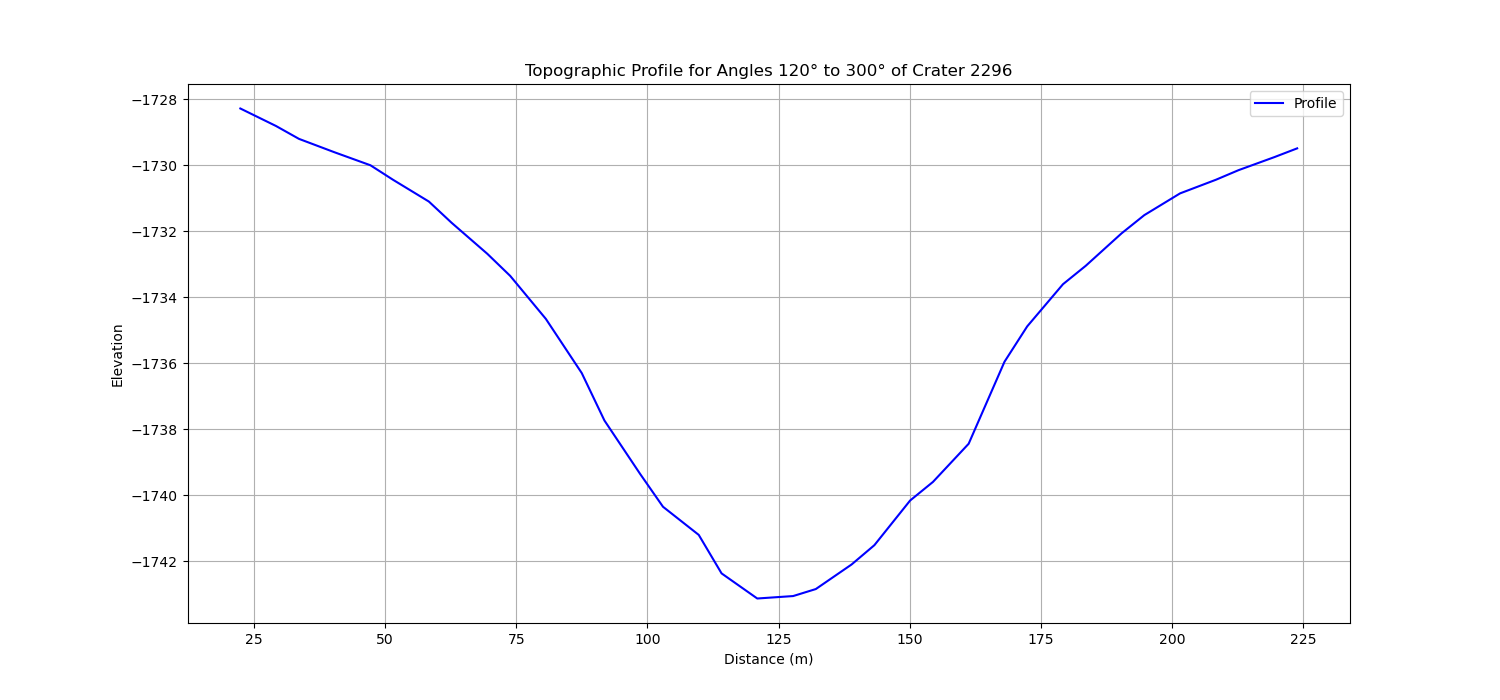 Topographic Profile for Angles 120° to 300° of Crater 2296
Profile
Elevation
−1728
−1730
−1732
−1734
−1736
−1738
−1740
−1742
25 50 75 100 125 150 175 200 225
Distance (m)